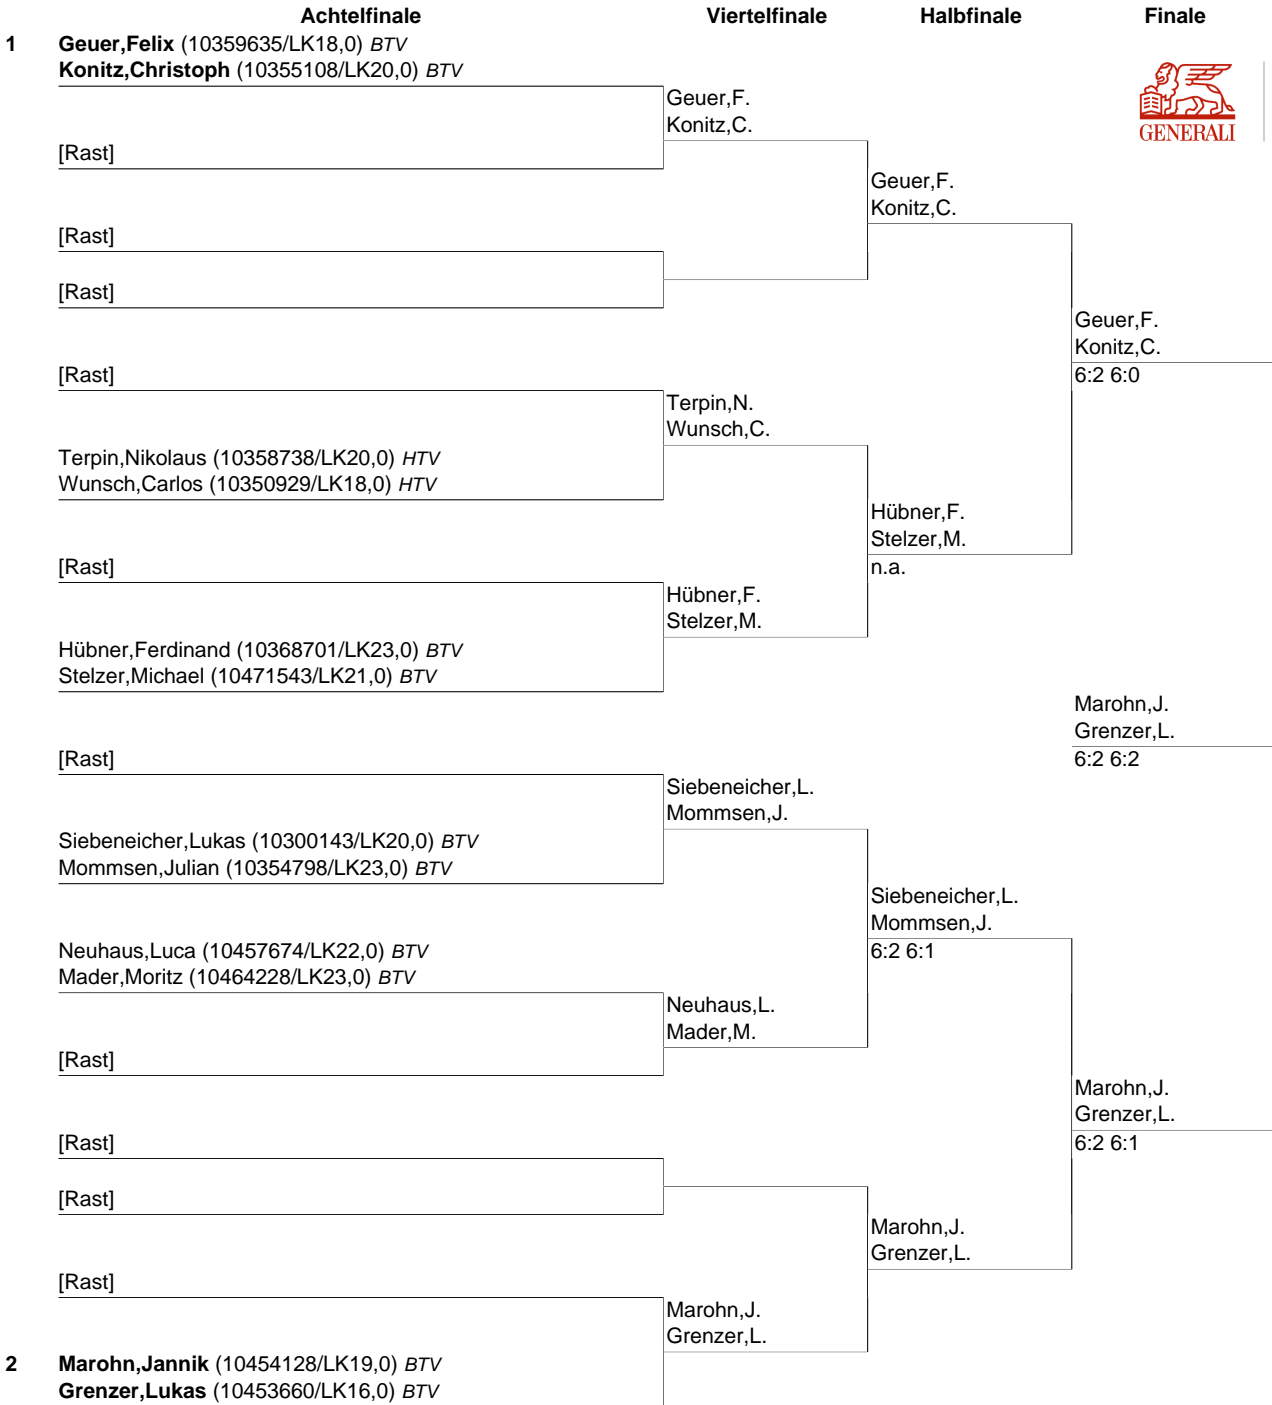 Achtelfinale Viertelfinale Halbfinale Finale
1 Geuer,Felix (10359635/LK18,0) BTV
Konitz,Christoph (10355108/LK20,0) BTV
GENERALI
Geuer,F.
Konitz,C.
[Rast]
Geuer,F.
Konitz,C.
[Rast]
[Rast]
Geuer,F.
Konitz,C.
6:2 6:0
[Rast]
Terpin,N.
Wunsch,C.
Terpin,Nikolaus (10358738/LK20,0) HTV
Wunsch,Carlos (10350929/LK18,0) HTV
Hübner,F.
Stelzer,M.
n.a.
[Rast]
Hübner,F.
Stelzer,M.
Hübner,Ferdinand (10368701/LK23,0) BTV
Stelzer,Michael (10471543/LK21,0) BTV
Marohn,J.
Grenzer,L.
6:2 6:2
[Rast]
Siebeneicher,L.
Mommsen,J.
Siebeneicher,Lukas (10300143/LK20,0) BTV
Mommsen,Julian (10354798/LK23,0) BTV
Siebeneicher,L.
Mommsen,J.
6:2 6:1
Neuhaus,Luca (10457674/LK22,0) BTV
Mader,Moritz (10464228/LK23,0) BTV
Neuhaus,L.
Mader,M.
[Rast]
Marohn,J.
Grenzer,L.
6:2 6:1
[Rast]
[Rast]
Marohn,J.
Grenzer,L.
[Rast]
Marohn,J.
Grenzer,L.
2 Marohn,Jannik (10454128/LK19,0) BTV
Grenzer,Lukas (10453660/LK16,0) BTV